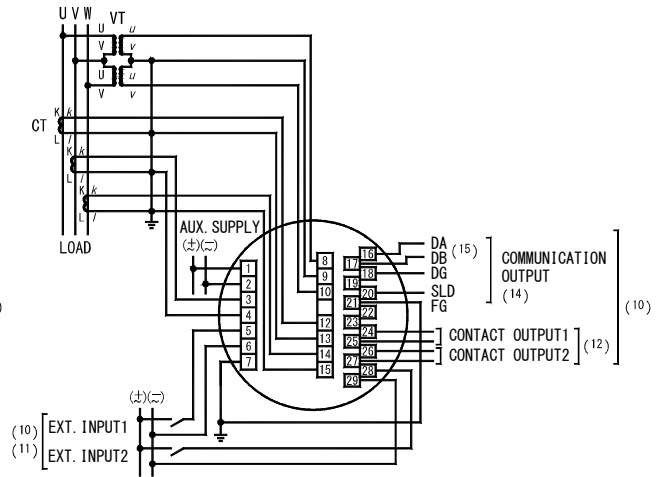 U V W
VT
U u
V v
U u
V v
CT
K k
L l
K k
L l
K k
L l
LOAD
AUX. SUPPLY
(±)(∓)
1
2
3
4
5
6
7
8
9
10
12
13
14
15
16
17
18
19
20
21
22
23
24
25
26
27
28
29
DA
DB
(15)
DG
SLD
FG
COMMUNICATION
OUTPUT
(14)
(10)
CONTACT OUTPUT1
CONTACT OUTPUT2
(12)
(±)(∓)
(10)
(11)
EXT. INPUT1
EXT. INPUT2
)